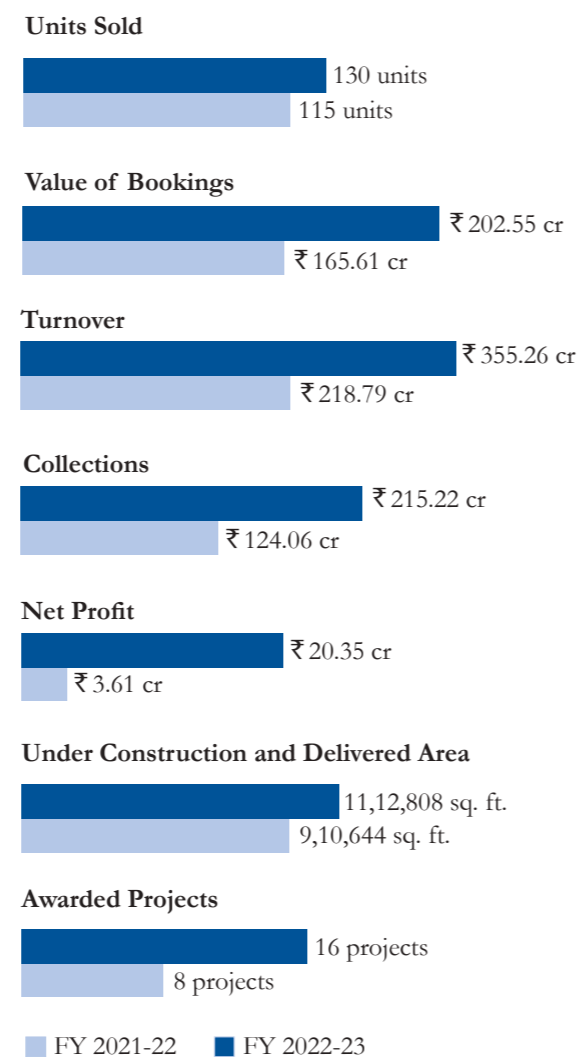 Units Sold
130 units
115 units
Value of Bookings
₹ 202.55 cr
₹ 165.61 cr
Turnover
₹ 355.26 cr
₹ 218.79 cr
Collections
₹ 215.22 cr
₹ 124.06 cr
Net Profit
₹ 20.35 cr
₹ 3.61 cr
Under Construction and Delivered Area
11,12,808 sq. ft.
9,10,644 sq. ft.
Awarded Projects
16 projects
8 projects
FY 2021-22 FY 2022-23